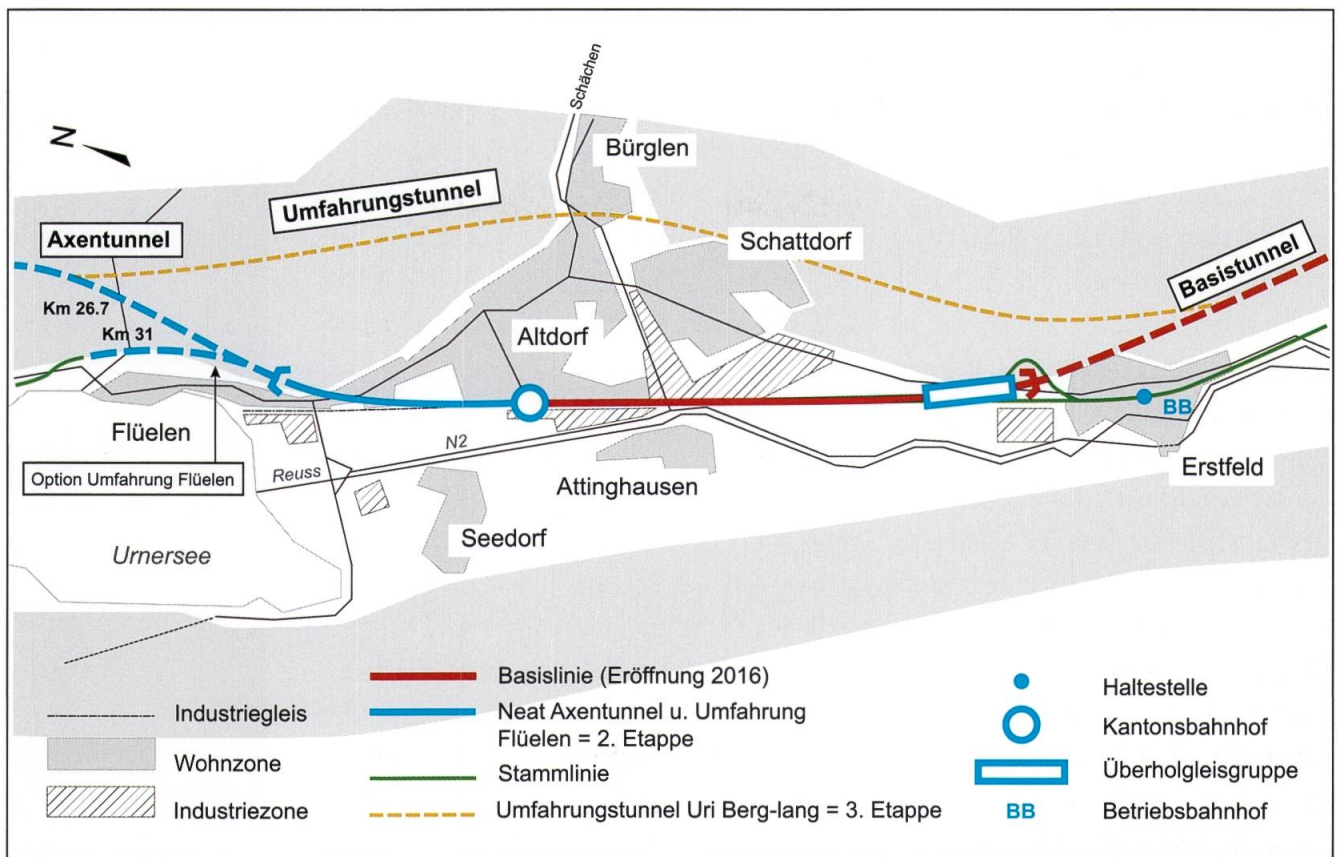 Schächen
Bürglen
N
Umfahrungstunnel
Schattdorf
Axentunnel
Basistunnel
Km 26.7
Km 31
Altdorf
BB
Flüelen
N2
Erstfeld
Option Umfahrung Flüelen
Reuss
Attinghausen
Seedorf
Urnersee
Industriegleis
Wohnzone
Industriezone
Basislinie (Eröffnung 2016)
Neat Axentunnel u. Umfahrung
Flüelen = 2. Etappe
Stammlinie
Umfahrungstunnel Uri Berg-lang = 3. Etappe
Haltestelle
Kantonsbahnhof
Überholgleisgruppe
BB Betriebsbahnhof